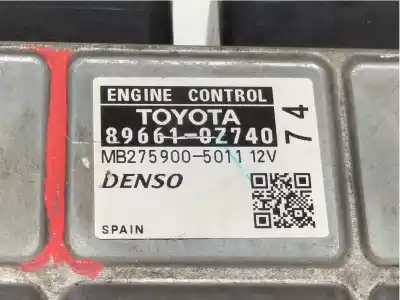 ENGINE CONTROL
TOYOTA
89661-0Z740
74
MB275900-5011 12V
DENSO
SPAIN